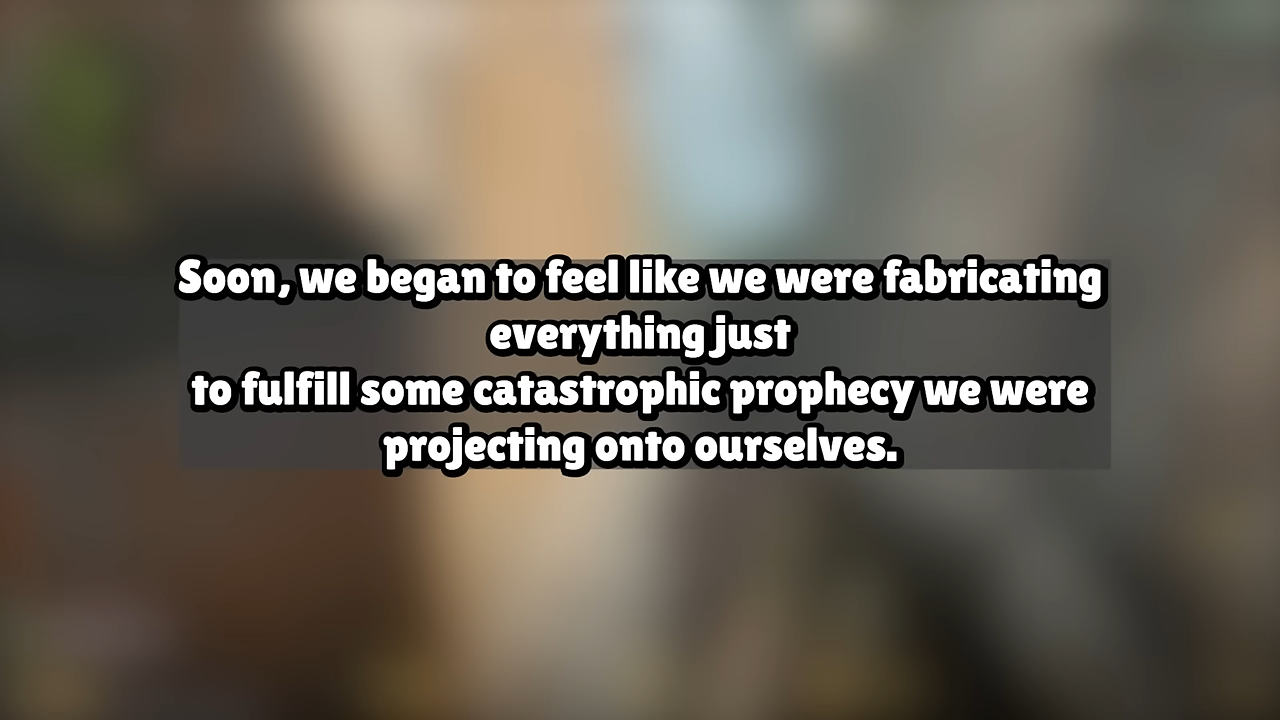 Soon, we began to feel like we were fabricating
everything just
to fulfill some catastrophic prophecy we were
projecting onto ourselves.